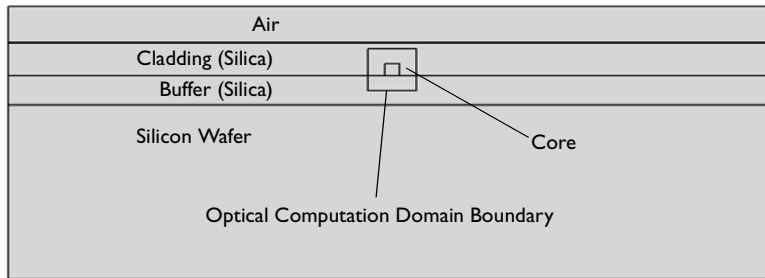 Air
Cladding (Silica)
Buffer (Silica)
Silicon Wafer
Core
Optical Computation Domain Boundary